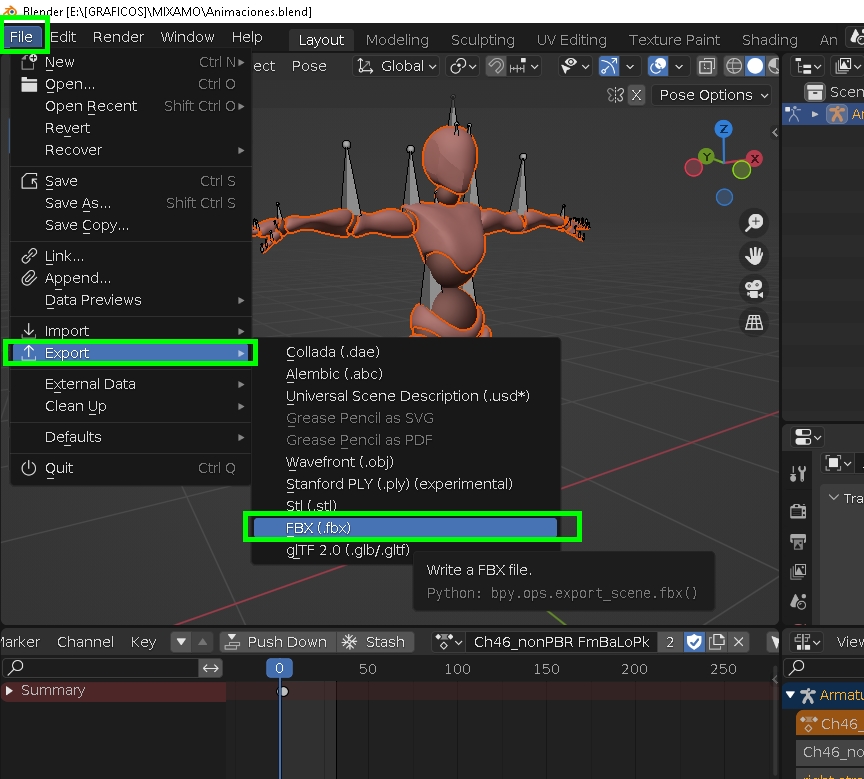 Blender [E:\[GRAFICOS]\MIXAMO\Animaciones.blend]
File Edit Render Window Help Layout Modeling Sculpting UV Editing Texture Paint Shading An
New Ctrl N
ect Pose Global
Open... Ctrl O
Open Recent Shift Ctrl O
Revert
Recover
X Pose Options
Scen
Ar
Save Ctrl S
Save As... Shift Ctrl S
Save Copy...
Z
Y
X
Link...
Append...
Data Previews
Import
Export
External Data
Clean Up
Defaults
Quit Ctrl Q
Collada (.dae)
Alembic (.abc)
Universal Scene Description (.usd*)
Grease Pencil as SVG
Grease Pencil as PDF
Wavefront (.obj)
Stanford PLY (.ply) (experimental)
Stl (.stl)
FBX (.fbx)
glTF 2.0 (.glb/.gltf)
Write a FBX file.
Python: bpy.ops.export_scene.fbx()
Tra
Marker Channel Key Push Down Stash Ch46_nonPBR FmBaLoPk 2 View
0 50 100 150 200 250
Summary
Armatu
Ch46_
Ch46_no